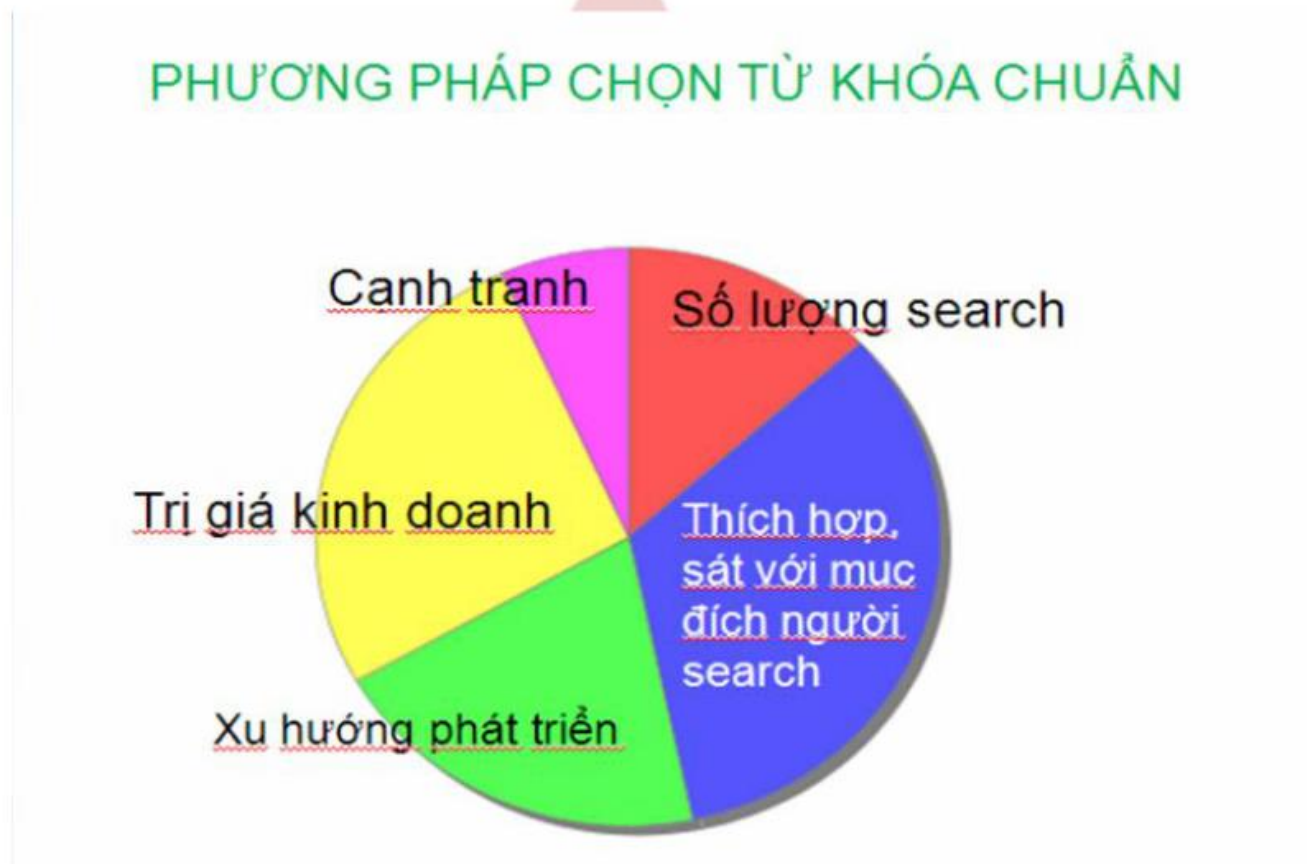 PHƯƠNG PHÁP CHỌN TỪ KHÓA CHUẨN
Cạnh tranh
Số lượng search
Trị giá kinh doanh
Thích hợp,
sát với mục
đích người
search
Xu hướng phát triển